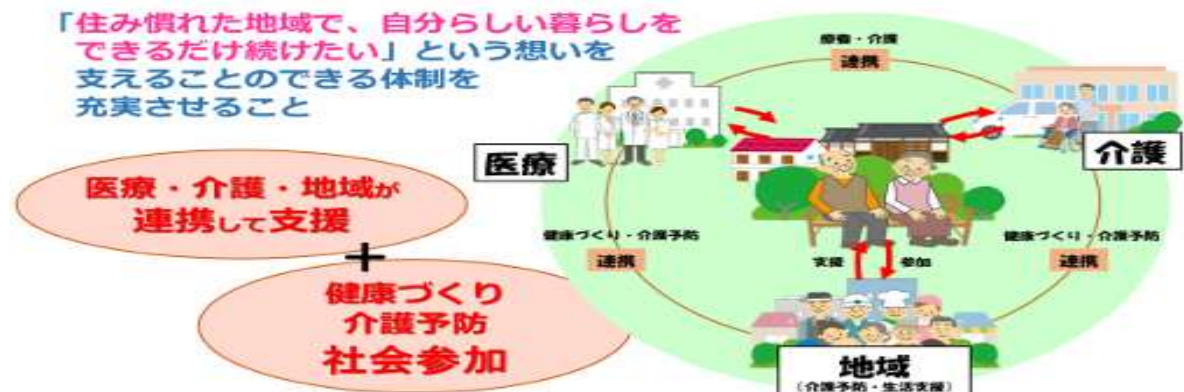 「住み慣れた地域で、自分らしい暮らしを
できるだけ続けたい」という想いを
支えることのできる体制を
充実させること
医療・介護・地域が
連携して支援
+
健康づくり
介護予防
社会参加
療養・介護
連携
医療
介護
健康づくり・介護予防
連携
健康づくり・介護予防
連携
支援
参加
地域
(介護予防・生活支援)